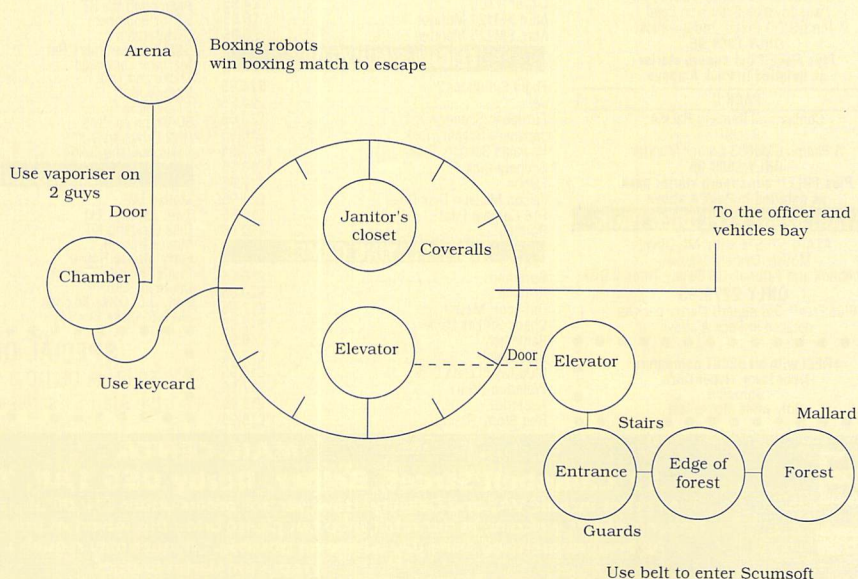 Arena
Boxing robots
win boxing match to escape
Use vaporiser on
2 guys
Door
Janitor's
closet
Coveralls
To the officer and
vehicles bay
Chamber
Use keycard
Elevator
Door
Elevator
Stairs
Mallard
Entrance
Edge of
forest
Forest
Guards
Use belt to enter Scumsoft